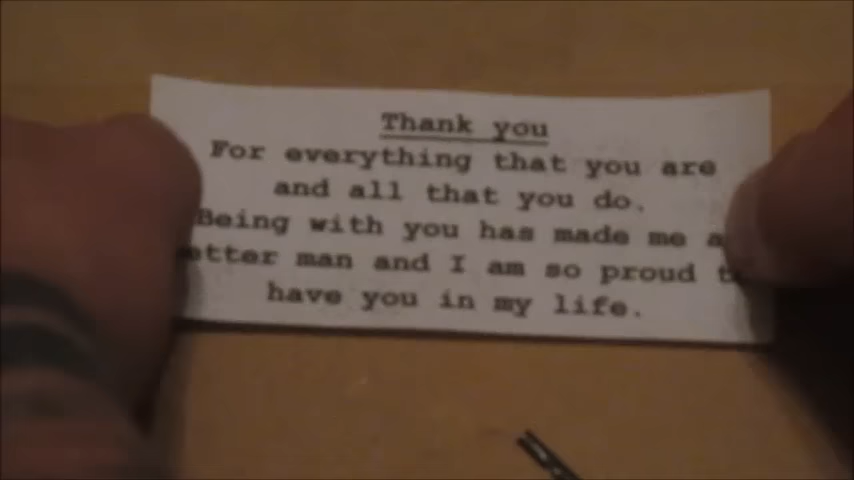 Thank you
For everything that you are
and all that you do.
Being with you has made me a
etter man and I am so proud t
have you in my life.